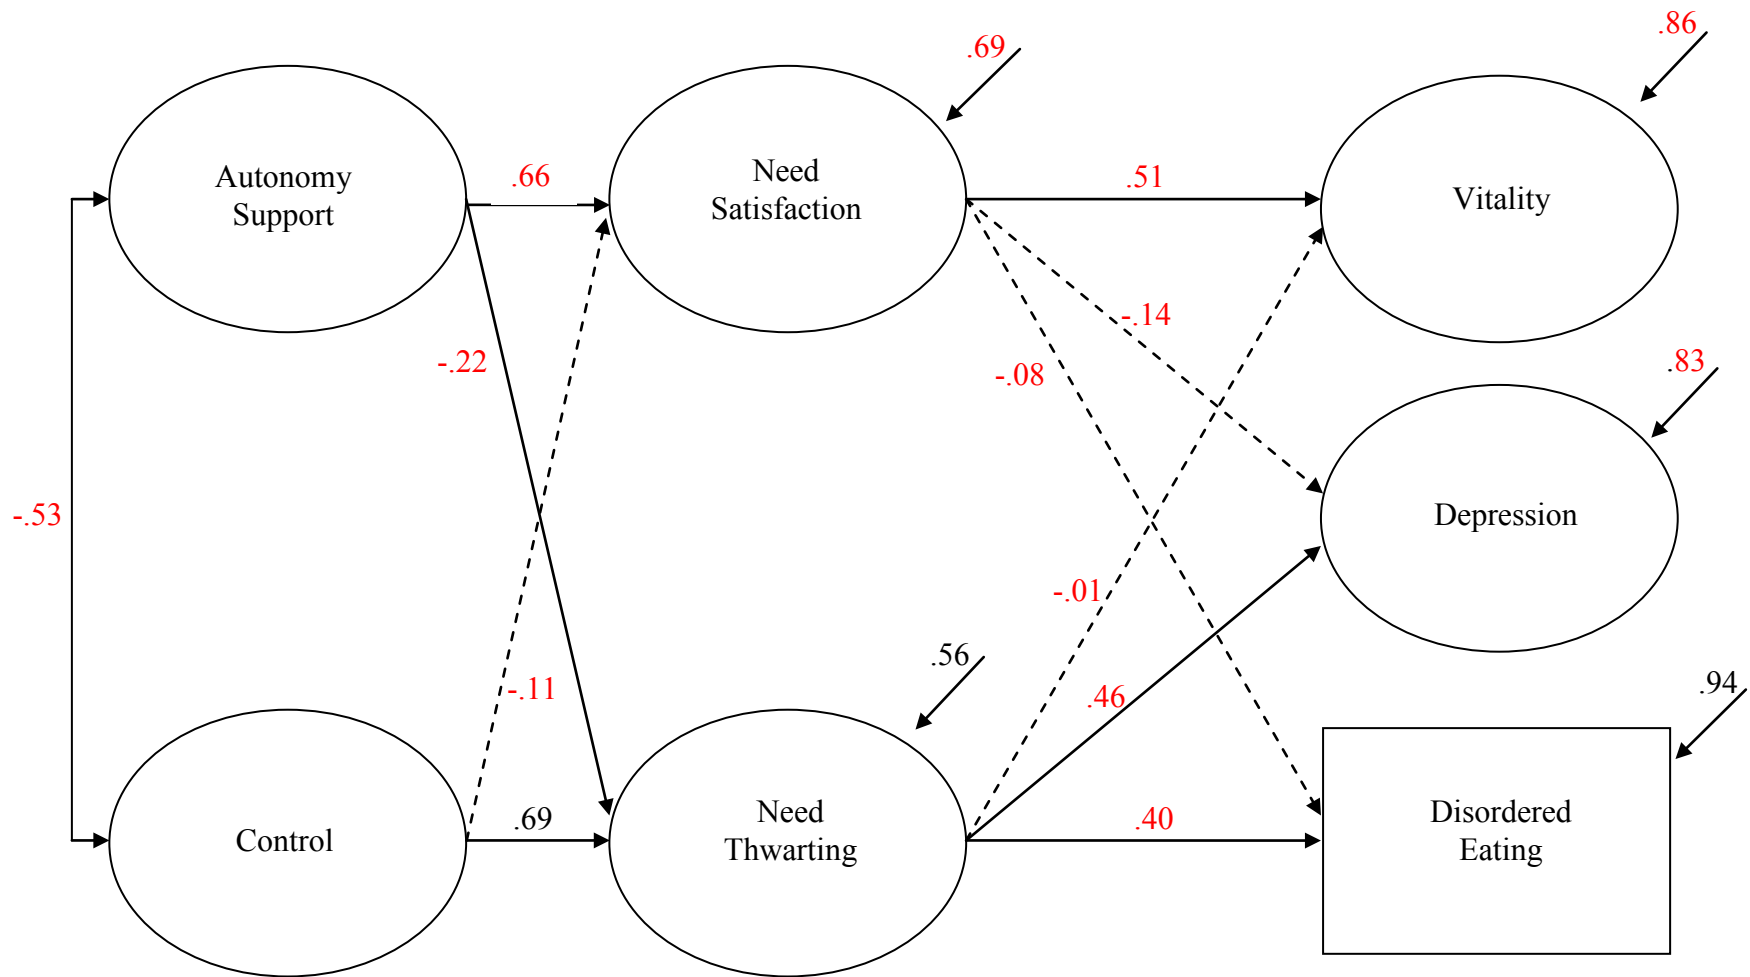 .86
.69
Autonomy
Support
.66
Need
Satisfaction
.51
Vitality
-.14
-.22
-.08
.83
-.53
Depression
-.01
.56
-.11
.46
.94
Control
.69
Need
Thwarting
.40
Disordered
Eating